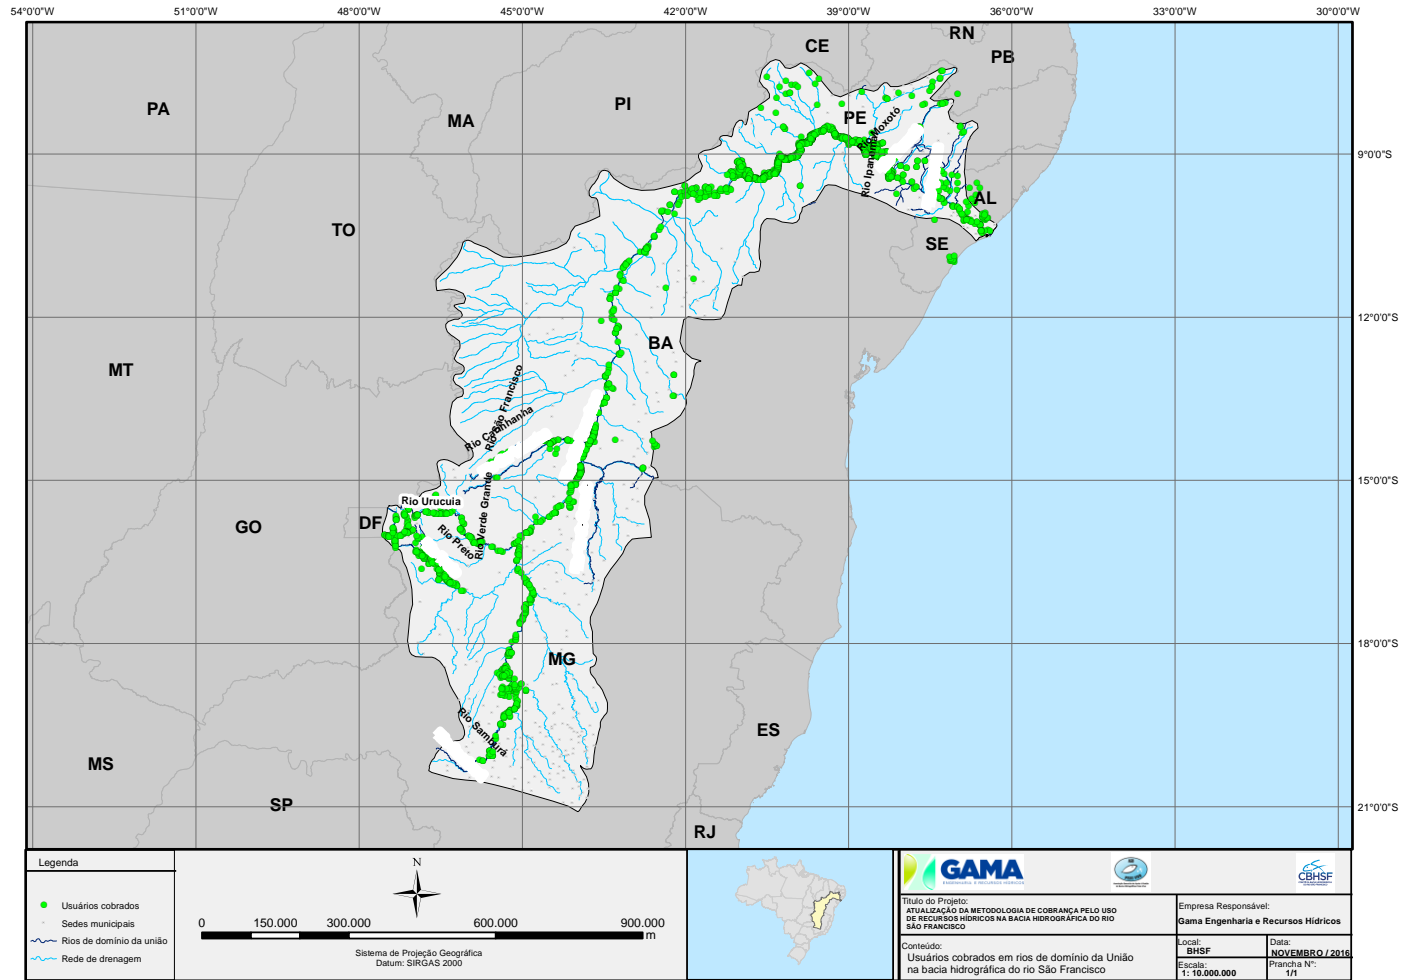 54°0'0"W 51°0'0"W 48°0'0"W 45°0'0"W 42°0'0"W 39°0'0"W 36°0'0"W 33°0'0"W 30°0'0"W
RN
CE
PB
PA
MA
PI
PE
Rio Moxotó
Rio Ipanema
9°0'0"S
AL
TO
SE
12°0'0"S
BA
MT
Rio São Francisco
Rio Carinhanha
15°0'0"S
Rio Verde Grande
Rio Urucuia
DF
GO
Rio Preto
18°0'0"S
MG
Rio Samburá
ES
MS
SP
21°0'0"S
RJ
Legenda
Usuários cobrados
Sedes municipais
Rios de domínio da união
Rede de drenagem
N
0 150.000 300.000 600.000 900.000
m
Sistema de Projeção Geográfica
Datum: SIRGAS 2000
GAMA
ENGENHARIA E RECURSOS HÍDRICOS
CBHSF
Titulo do Projeto:
ATUALIZAÇÃO DA METODOLOGIA DE COBRANÇA PELO USO
DE RECURSOS HÍDRICOS NA BACIA HIDROGRÁFICA DO RIO
SÃO FRANCISCO
Empresa Responsável:
Gama Engenharia e Recursos Hídricos
Conteúdo:
Usuários cobrados em rios de domínio da União
na bacia hidrográfica do rio São Francisco
Local:
BHSF
Data:
NOVEMBRO / 2016
Escala:
1: 10.000.000
Prancha Nº:
1/1